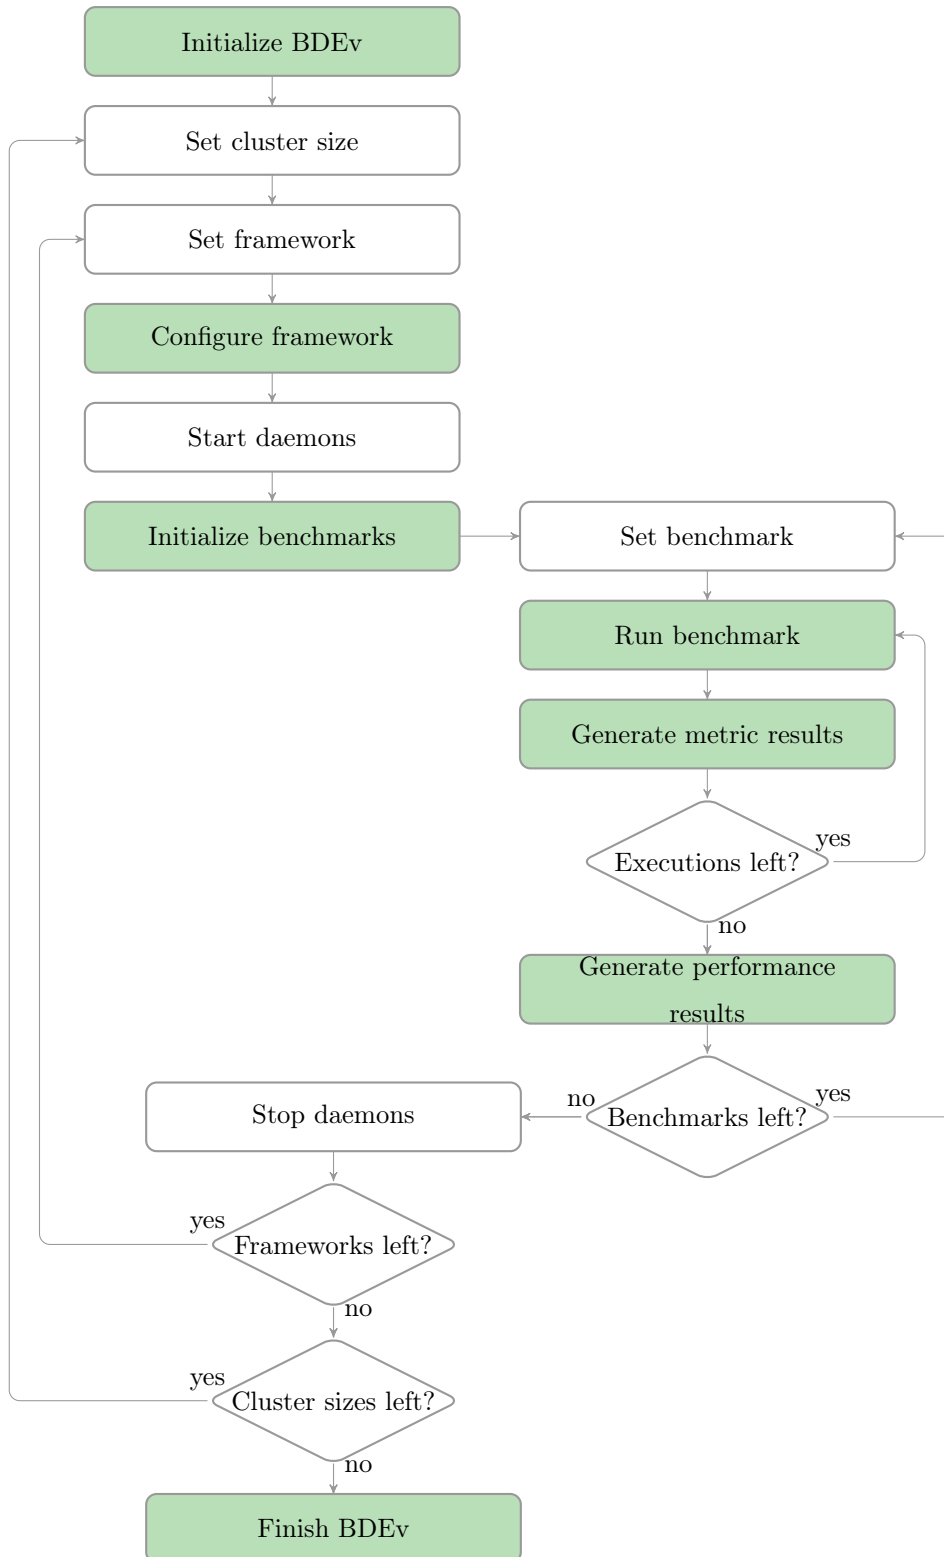 Initialize BDEv
Set cluster size
Set framework
Configure framework
Start daemons
Initialize benchmarks
Set benchmark
Run benchmark
Generate metric results
Executions left?
yes
no
Generate performance
results
Benchmarks left?
yes
no
Stop daemons
Frameworks left?
yes
no
Cluster sizes left?
yes
no
Finish BDEv